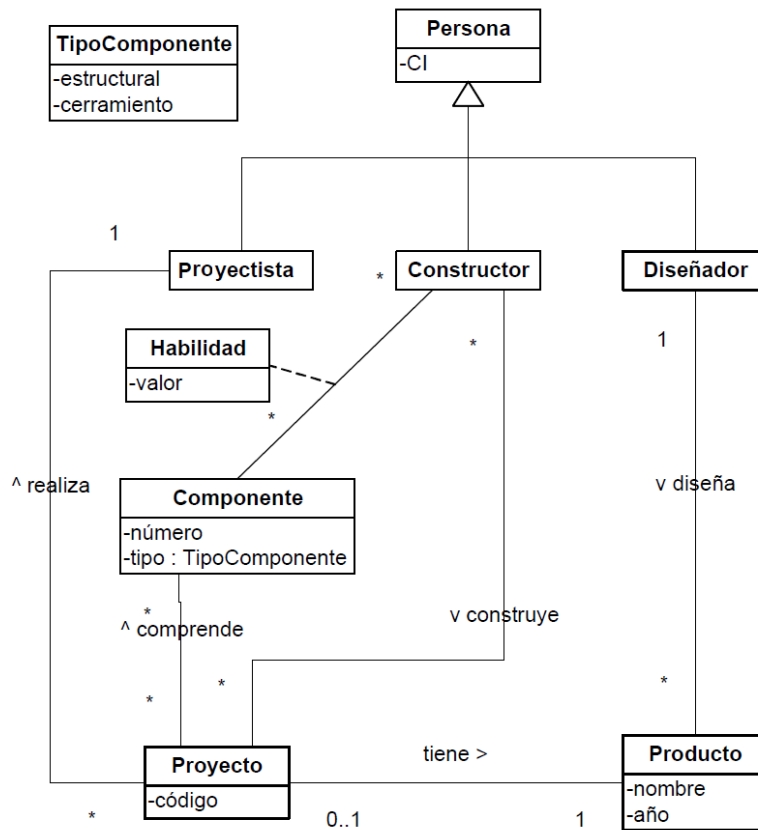 Persona
-CI
TipoComponente
-estructural
-cerramiento
1
Proyectista
*
Constructor
Diseñador
Habilidad
-valor
*
1
*
^ realiza
v diseña
Componente
-número
-tipo : TipoComponente
*
^ comprende
v construye
*
*
*
Proyecto
-código
tiene >
Producto
-nombre
-año
*
0..1
1